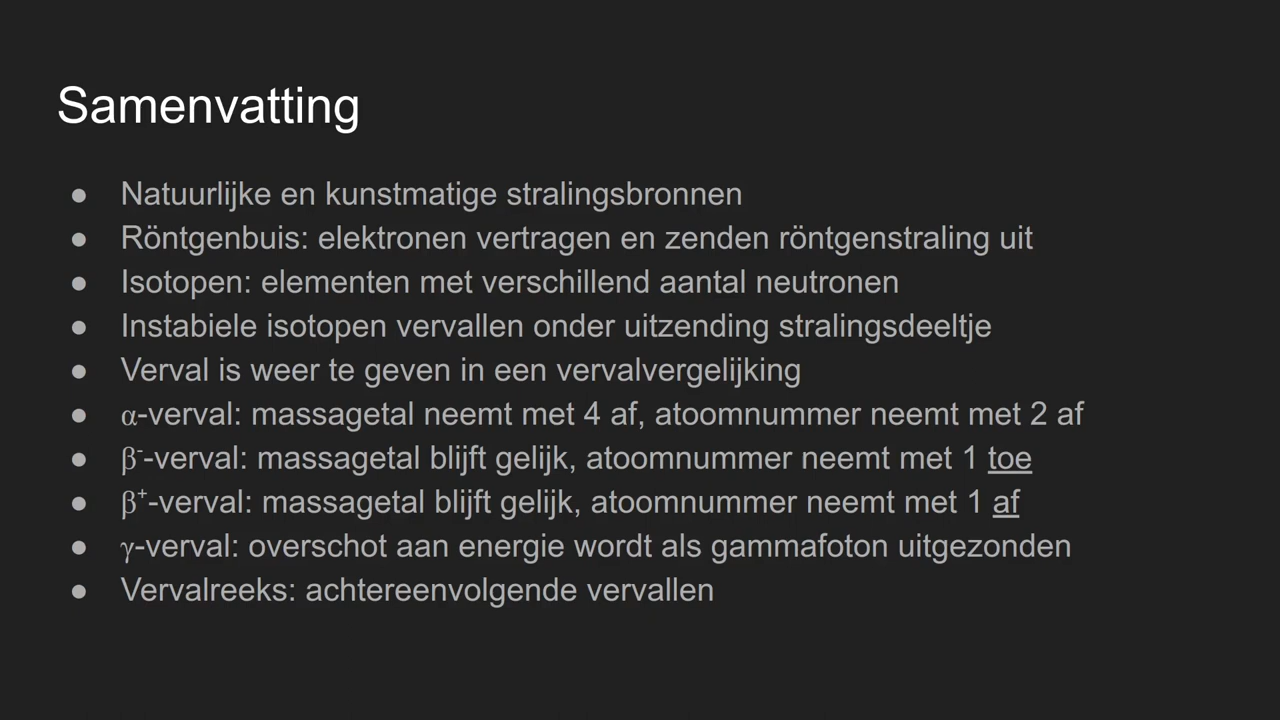 Samenvatting
● Natuurlijke en kunstmatige stralingsbronnen
● Röntgenbuis: elektronen vertragen en zenden röntgenstraling uit
● Isotopen: elementen met verschillend aantal neutronen
● Instabiele isotopen vervallen onder uitzending stralingsdeeltje
● Verval is weer te geven in een vervalvergelijking
● α-verval: massagetal neemt met 4 af, atoomnummer neemt met 2 af
● β⁻-verval: massagetal blijft gelijk, atoomnummer neemt met 1 toe
● β⁺-verval: massagetal blijft gelijk, atoomnummer neemt met 1 af
● γ-verval: overschot aan energie wordt als gammafoton uitgezonden
● Vervalreeks: achtereenvolgende vervallen